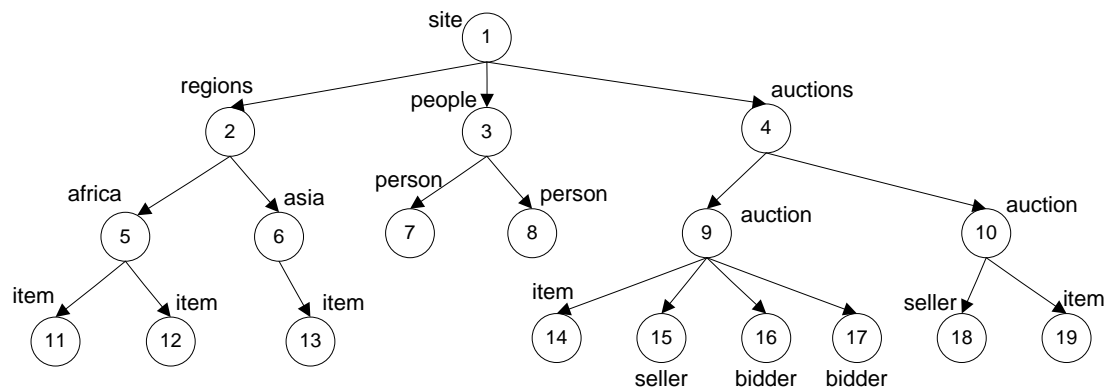 site
1
regions
people
auctions
2
3
4
africa
asia
person
person
auction
auction
5
6
7
8
9
10
item
item
item
item
seller
item
11
12
13
14
15
16
17
18
19
seller
bidder
bidder